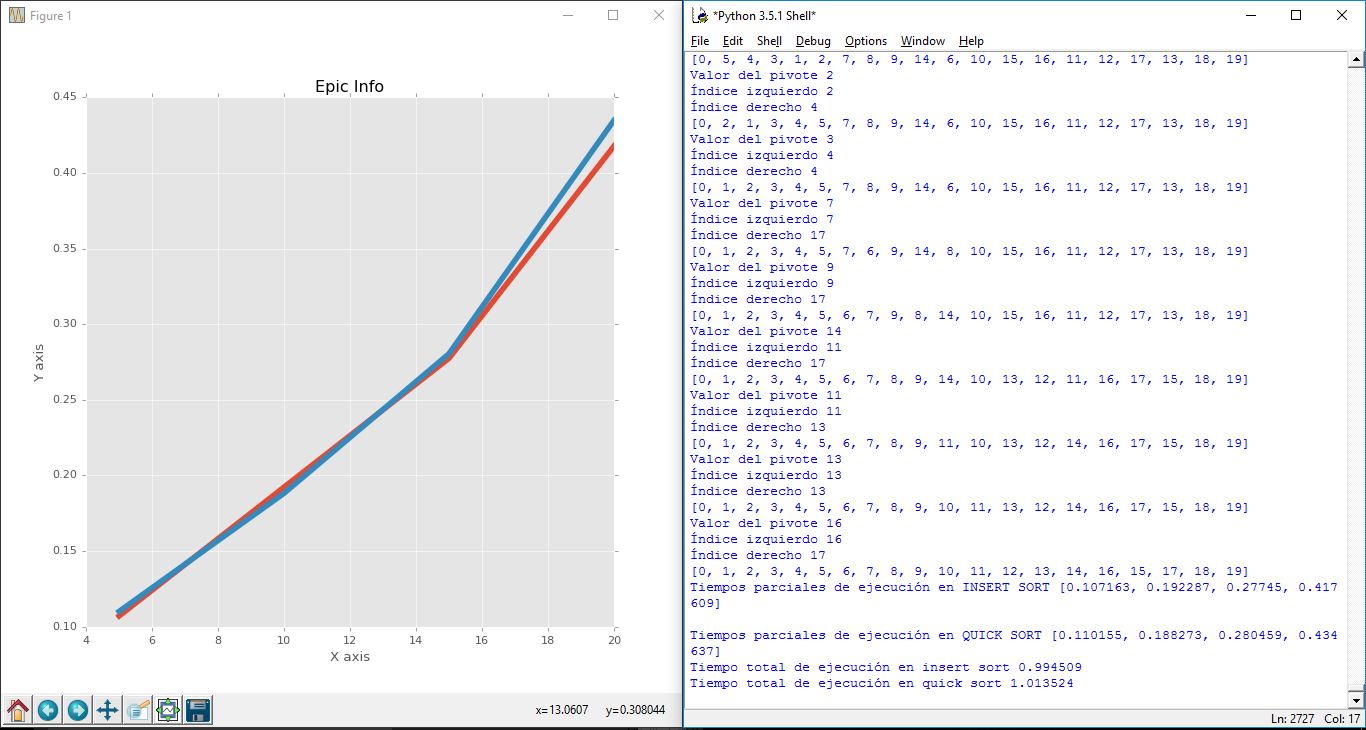 Figure 1
Epic Info
0.45
0.40
0.35
0.30
0.25
0.20
0.15
0.10
Y axis
4 6 8 10 12 14 16 18 20
X axis
x=13.0607 y=0.308044
*Python 3.5.1 Shell*
File Edit Shell Debug Options Window Help
[0, 5, 4, 3, 1, 2, 7, 8, 9, 14, 6, 10, 15, 16, 11, 12, 17, 13, 18, 19]
Valor del pivote 2
Índice izquierdo 2
Índice derecho 4
[0, 2, 1, 3, 4, 5, 7, 8, 9, 14, 6, 10, 15, 16, 11, 12, 17, 13, 18, 19]
Valor del pivote 3
Índice izquierdo 4
Índice derecho 4
[0, 1, 2, 3, 4, 5, 7, 8, 9, 14, 6, 10, 15, 16, 11, 12, 17, 13, 18, 19]
Valor del pivote 7
Índice izquierdo 7
Índice derecho 17
[0, 1, 2, 3, 4, 5, 7, 6, 9, 14, 8, 10, 15, 16, 11, 12, 17, 13, 18, 19]
Valor del pivote 9
Índice izquierdo 9
Índice derecho 17
[0, 1, 2, 3, 4, 5, 6, 7, 9, 8, 14, 10, 15, 16, 11, 12, 17, 13, 18, 19]
Valor del pivote 14
Índice izquierdo 11
Índice derecho 17
[0, 1, 2, 3, 4, 5, 6, 7, 8, 9, 14, 10, 13, 12, 11, 16, 17, 15, 18, 19]
Valor del pivote 11
Índice izquierdo 11
Índice derecho 13
[0, 1, 2, 3, 4, 5, 6, 7, 8, 9, 11, 10, 13, 12, 14, 16, 17, 15, 18, 19]
Valor del pivote 13
Índice izquierdo 13
Índice derecho 13
[0, 1, 2, 3, 4, 5, 6, 7, 8, 9, 10, 11, 13, 12, 14, 16, 17, 15, 18, 19]
Valor del pivote 16
Índice izquierdo 16
Índice derecho 17
[0, 1, 2, 3, 4, 5, 6, 7, 8, 9, 10, 11, 12, 13, 14, 16, 15, 17, 18, 19]
Tiempos parciales de ejecución en INSERT SORT [0.107163, 0.192287, 0.27745, 0.417
609]
Tiempos parciales de ejecución en QUICK SORT [0.110155, 0.188273, 0.280459, 0.434
637]
Tiempo total de ejecución en insert sort 0.994509
Tiempo total de ejecución en quick sort 1.013524
Ln: 2727 Col: 17